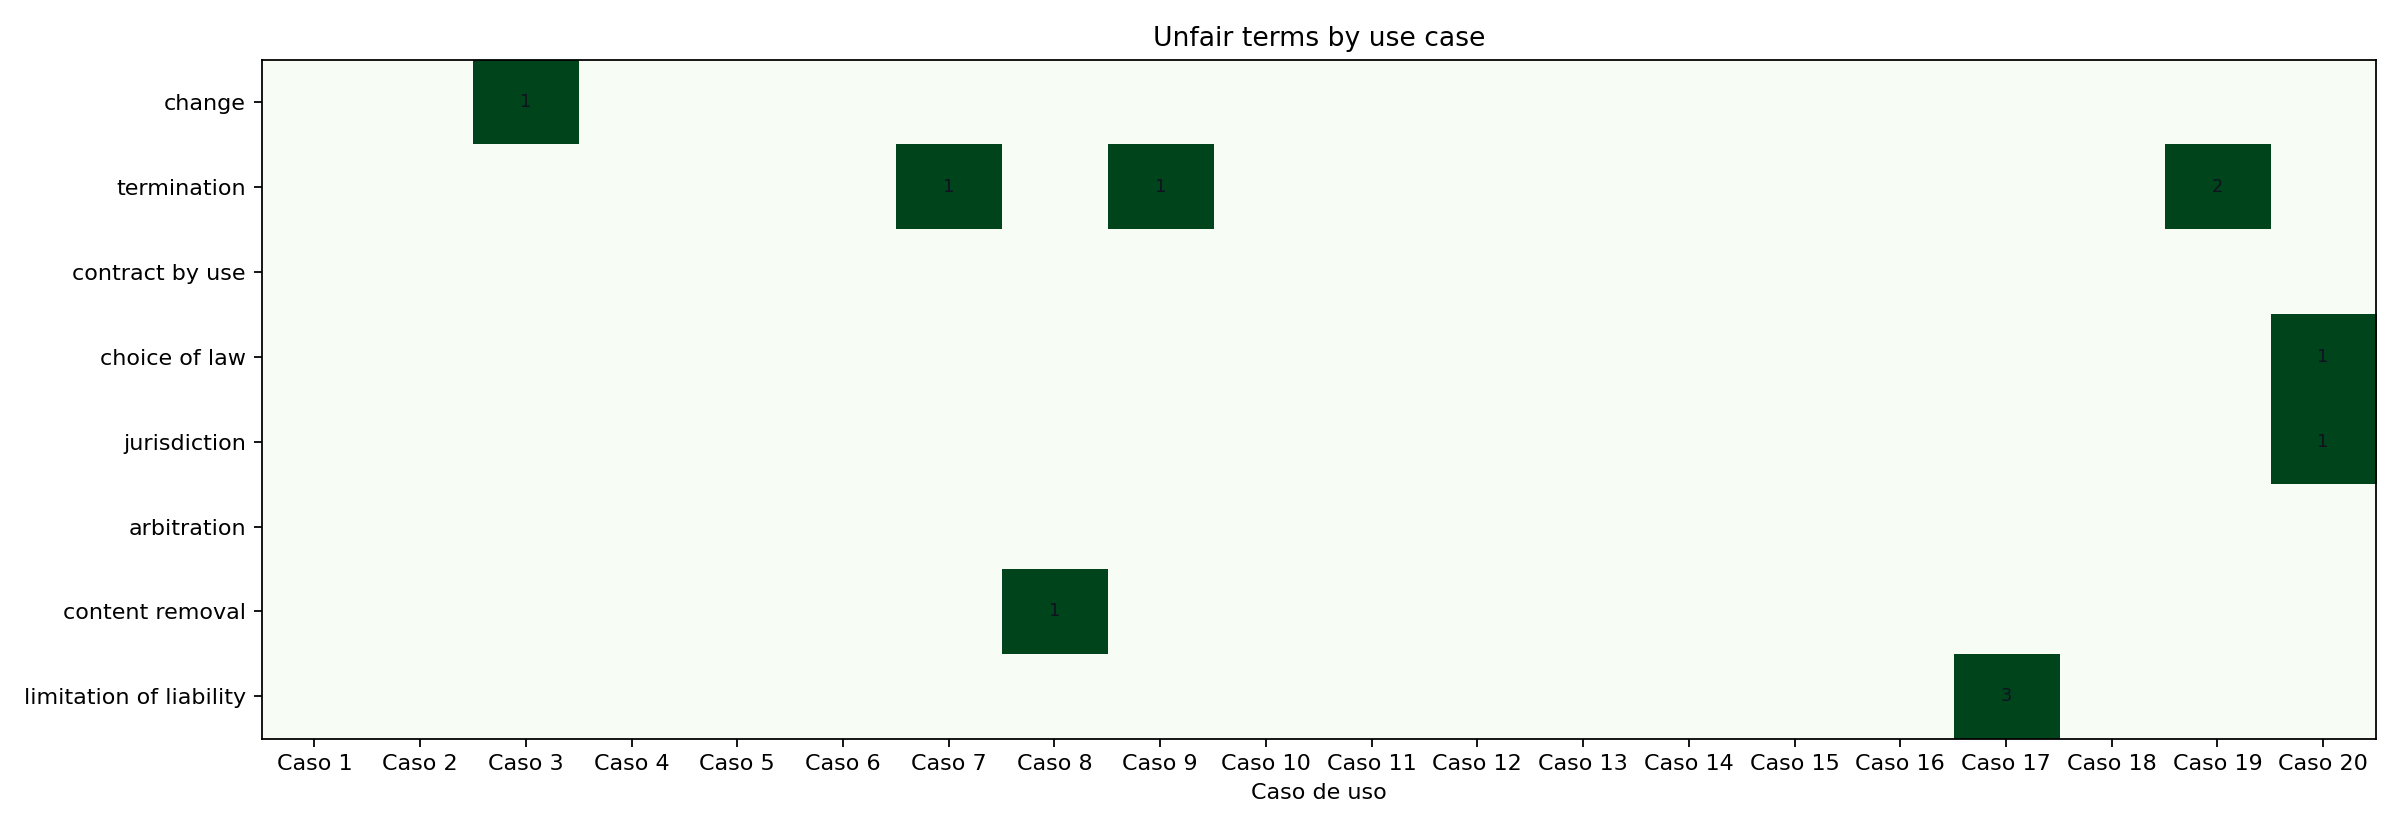 Unfair terms by use case
change
1
termination
1 1 2
contract by use
choice of law
1
jurisdiction
1
arbitration
content removal
1
limitation of liability
3
Caso 1 Caso 2 Caso 3 Caso 4 Caso 5 Caso 6 Caso 7 Caso 8 Caso 9 Caso 10 Caso 11 Caso 12 Caso 13 Caso 14 Caso 15 Caso 16 Caso 17 Caso 18 Caso 19 Caso 20
Caso de uso